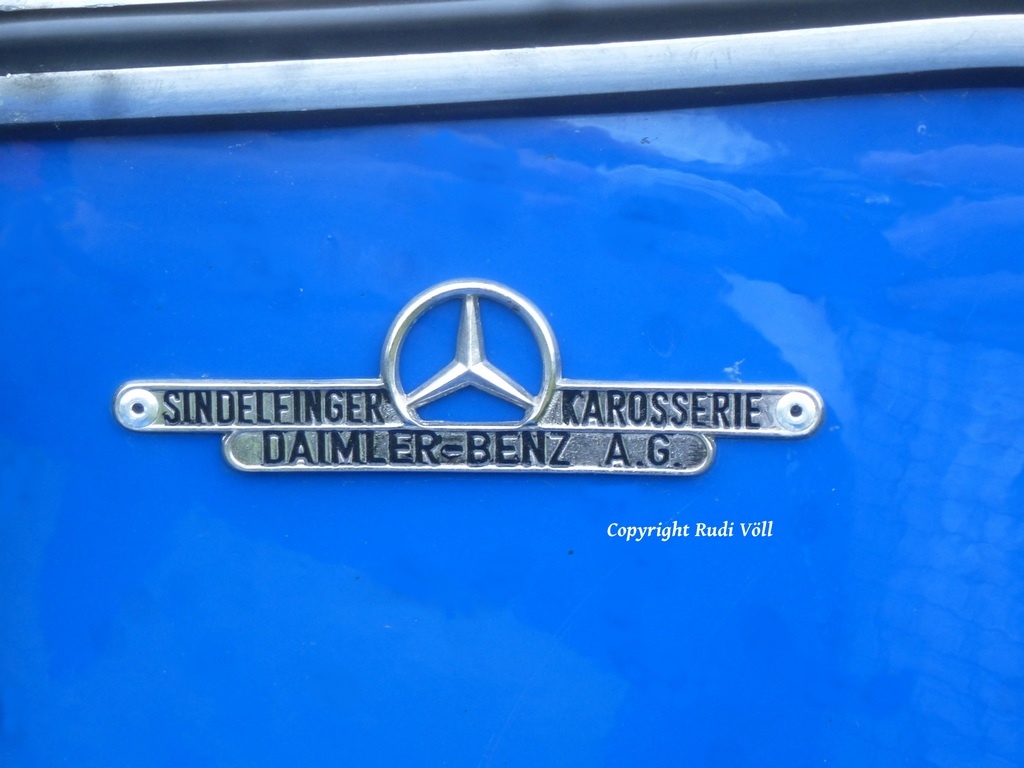 SINDELFINGER KAROSSERIE
DAIMLER-BENZ A.G.
Copyright Rudi Völl